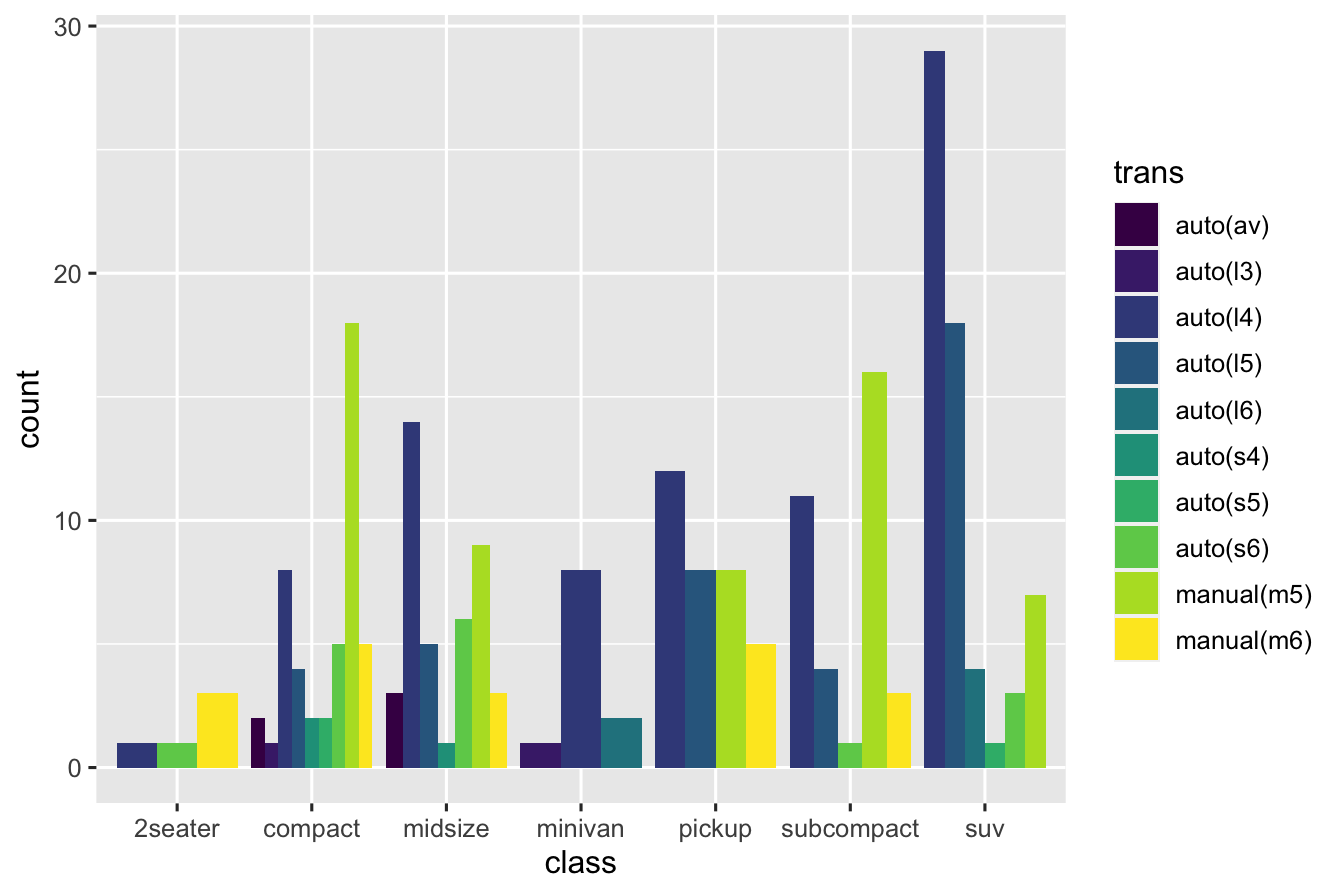 30
20
10
0
count
2seater compact midsize minivan pickup subcompact suv
class
trans
auto(av)
auto(l3)
auto(l4)
auto(l5)
auto(l6)
auto(s4)
auto(s5)
auto(s6)
manual(m5)
manual(m6)